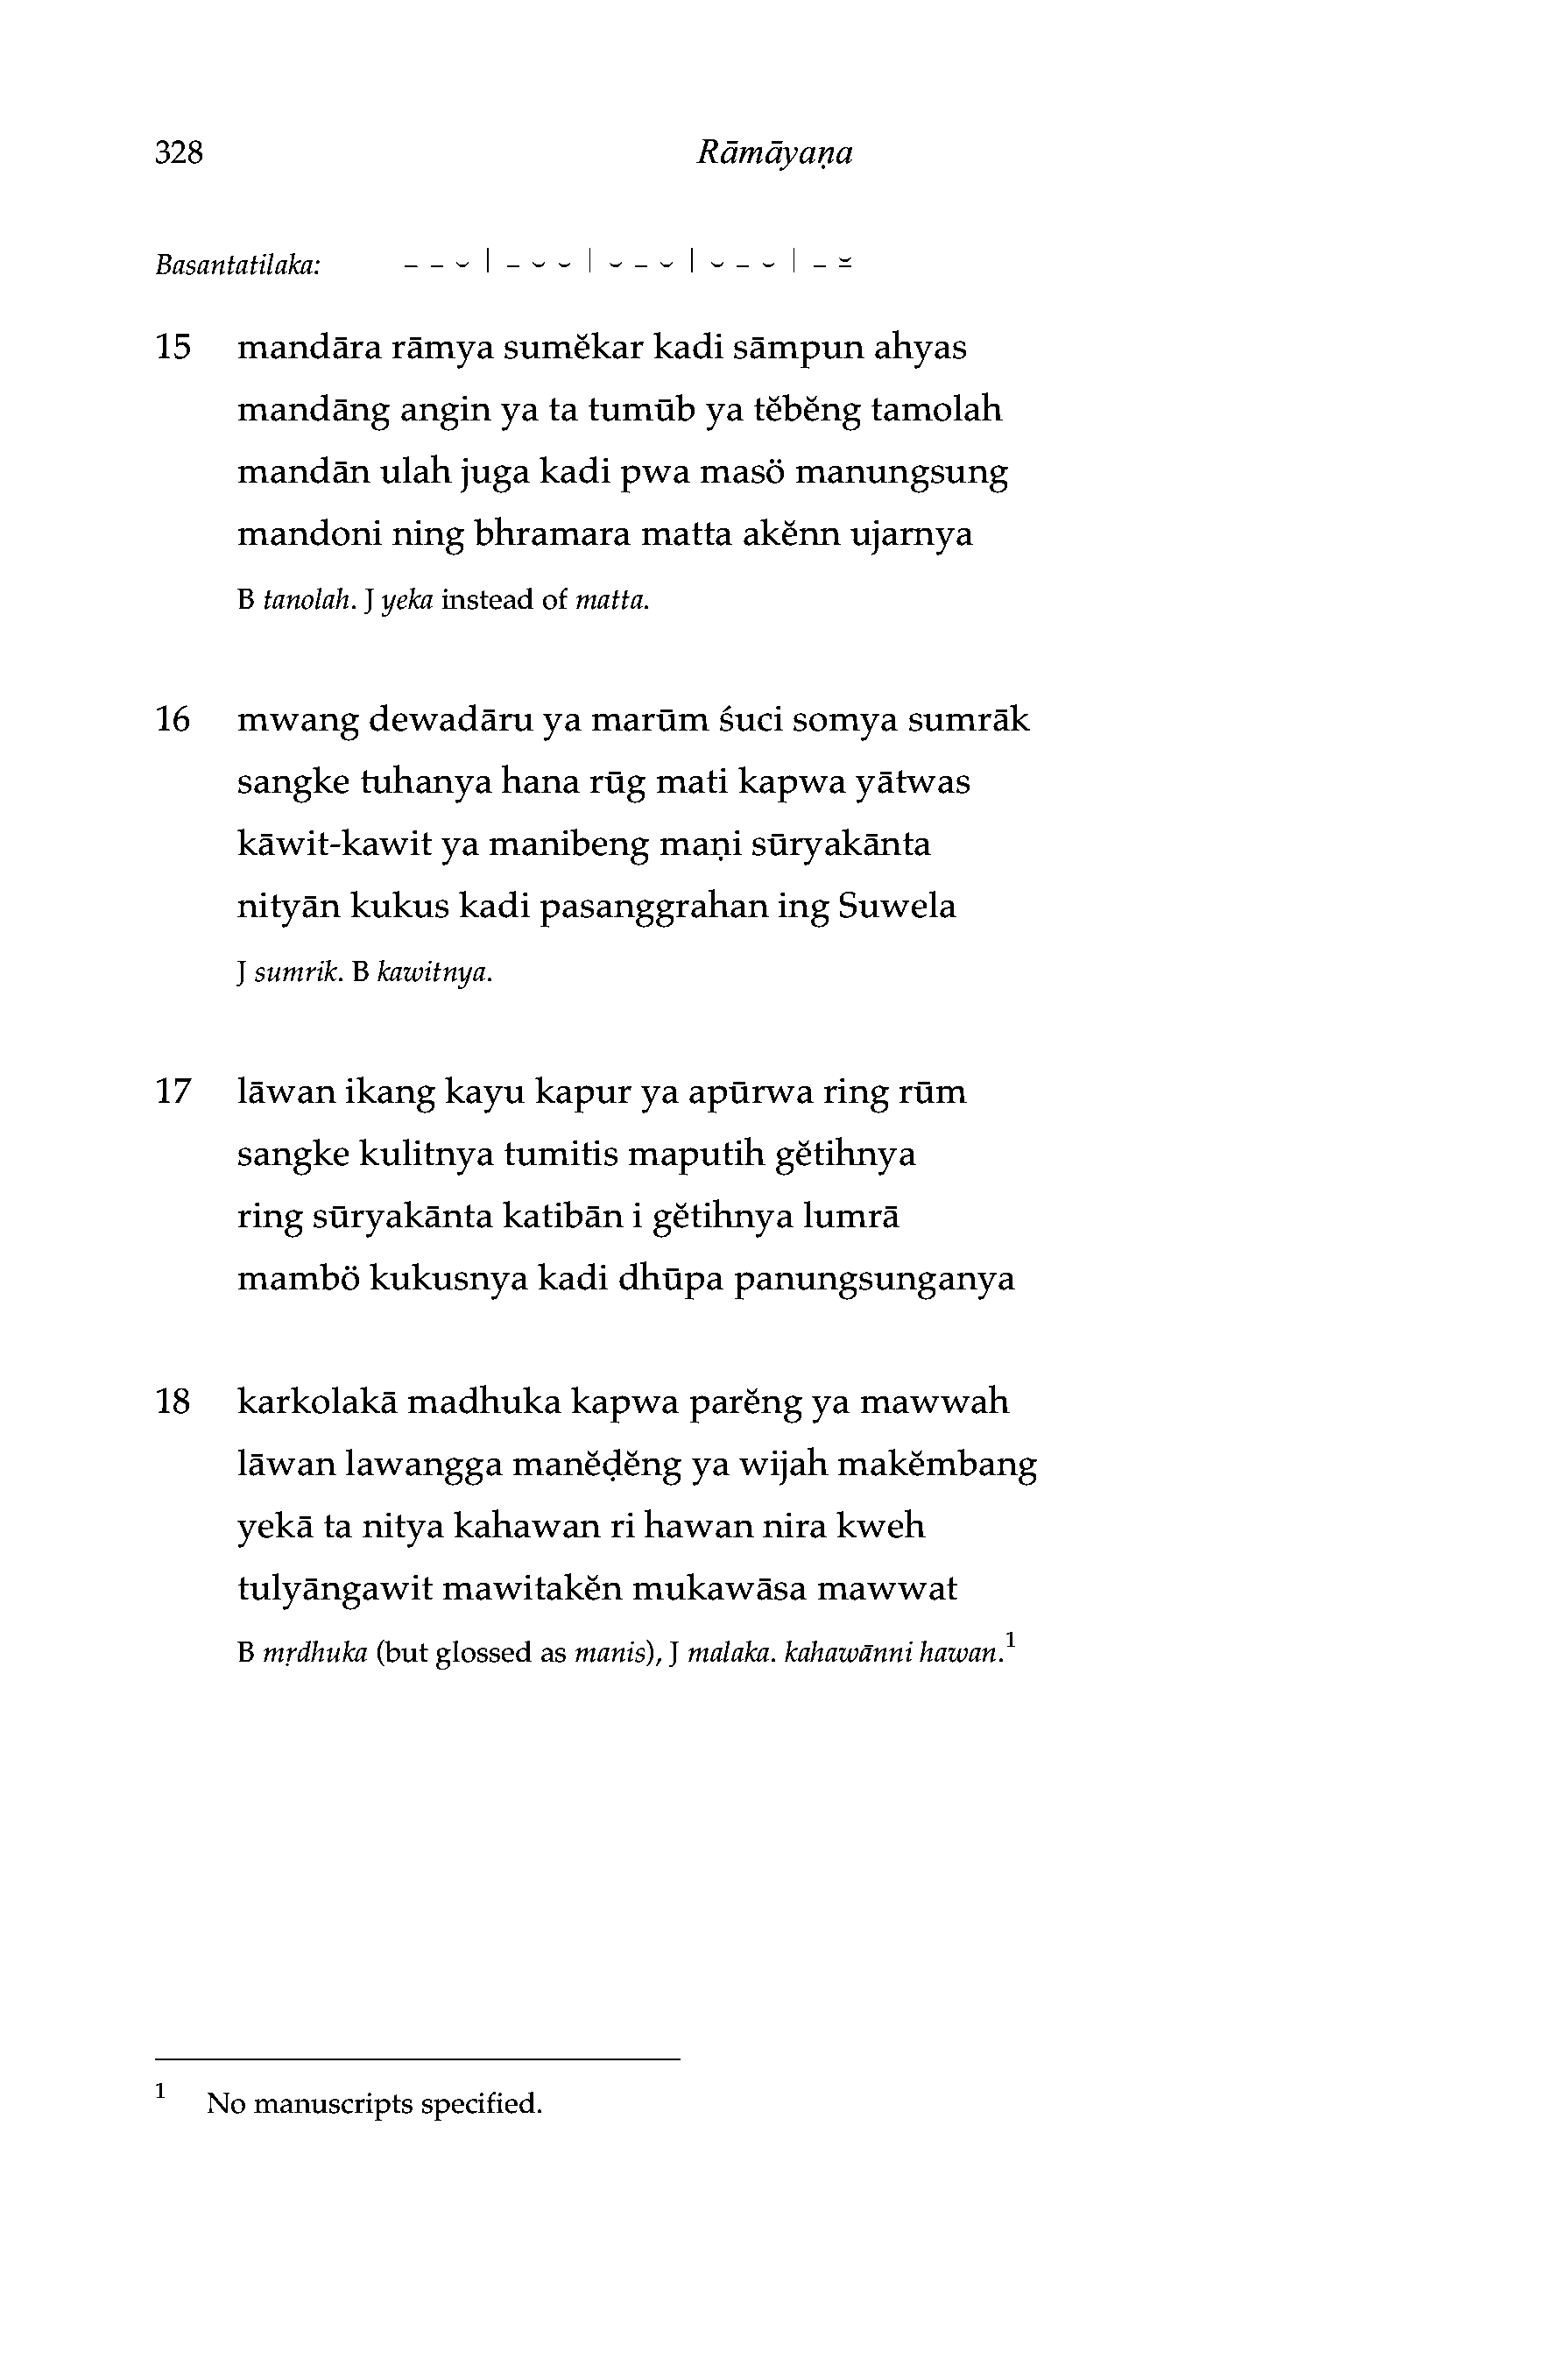 328 Rāmāyaṇa
Basantatilaka: – – ⏑ | – ⏑ ⏑ | ⏑ – ⏑ | ⏑ – ⏑ | – ⏓
15 mandāra rāmya sumĕkar kadi sāmpun ahyas
mandāng angin ya ta tumūb ya tĕbĕng tamolah
mandān ulah juga kadi pwa masö manungsung
mandoni ning bhramara matta akĕnn ujarnya
B tanolah. J yeka instead of matta.
16 mwang dewadāru ya marūm śuci somya sumrāk
sangke tuhanya hana rūg mati kapwa yātwas
kāwit-kawit ya manibeng maṇi sūryakānta
nityān kukus kadi pasanggrahan ing Suwela
J sumrik. B kawitnya.
17 lāwan ikang kayu kapur ya apūrwa ring rūm
sangke kulitnya tumitis maputih gĕtihnya
ring sūryakānta katibān i gĕtihnya lumrā
mambö kukusnya kadi dhūpa panungsunganya
18 karkolakā madhuka kapwa parĕng ya mawwah
lāwan lawangga manĕḍĕng ya wijah makĕmbang
yekā ta nitya kahawan ri hawan nira kweh
tulyāngawit mawitakĕn mukawāsa mawwat
B mṛdhuka (but glossed as manis), J malaka. kahawānni hawan.1
1 No manuscripts specified.